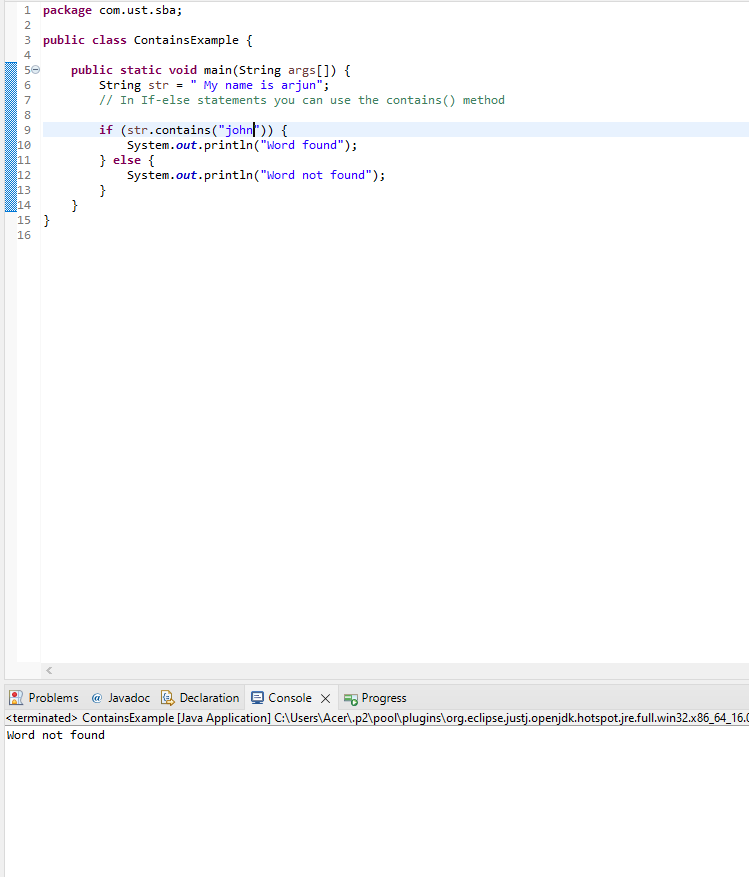 1 package com.ust.sba;
2
3 public class ContainsExample {
4
5 public static void main(String args[]) {
6 String str = " My name is arjun";
7 // In If-else statements you can use the contains() method
8
9 if (str.contains("john")) {
10 System.out.println("Word found");
11 } else {
12 System.out.println("Word not found");
13 }
14 }
15 }
16
Problems @ Javadoc Declaration Console Progress
<terminated> ContainsExample [Java Application] C:\Users\Acer\.p2\pool\plugins\org.eclipse.justj.openjdk.hotspot.jre.full.win32.x86_64_16.0
Word not found